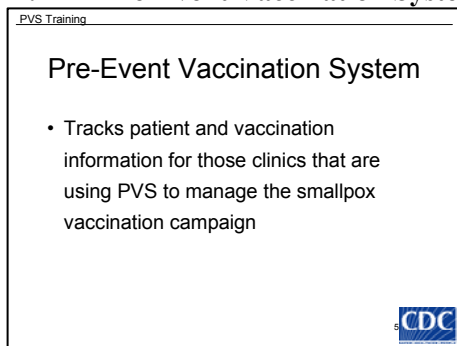 PVS Training
Pre-Event Vaccination System
• Tracks patient and vaccination
information for those clinics that are
using PVS to manage the smallpox
vaccination campaign
5
CDC